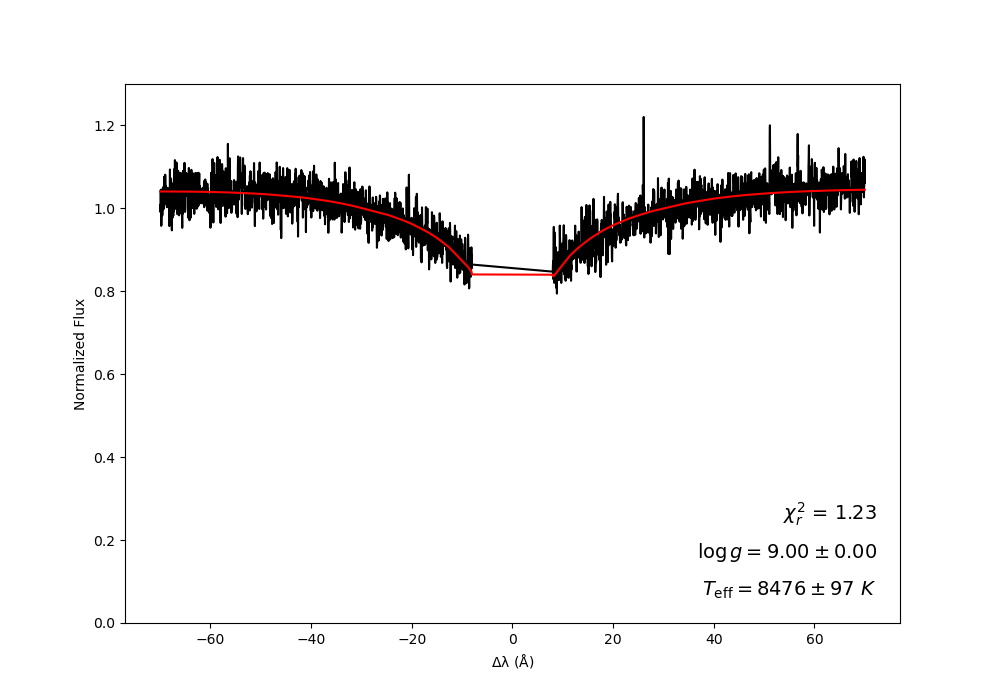 1.2
1.0
0.8
0.6
0.4
0.2
0.0
Normalized Flux
χ²ᵣ = 1.23
log g = 9.00 ± 0.00
T_eff = 8476 ± 97 K
−60 −40 −20 0 20 40 60
Δλ (Å)